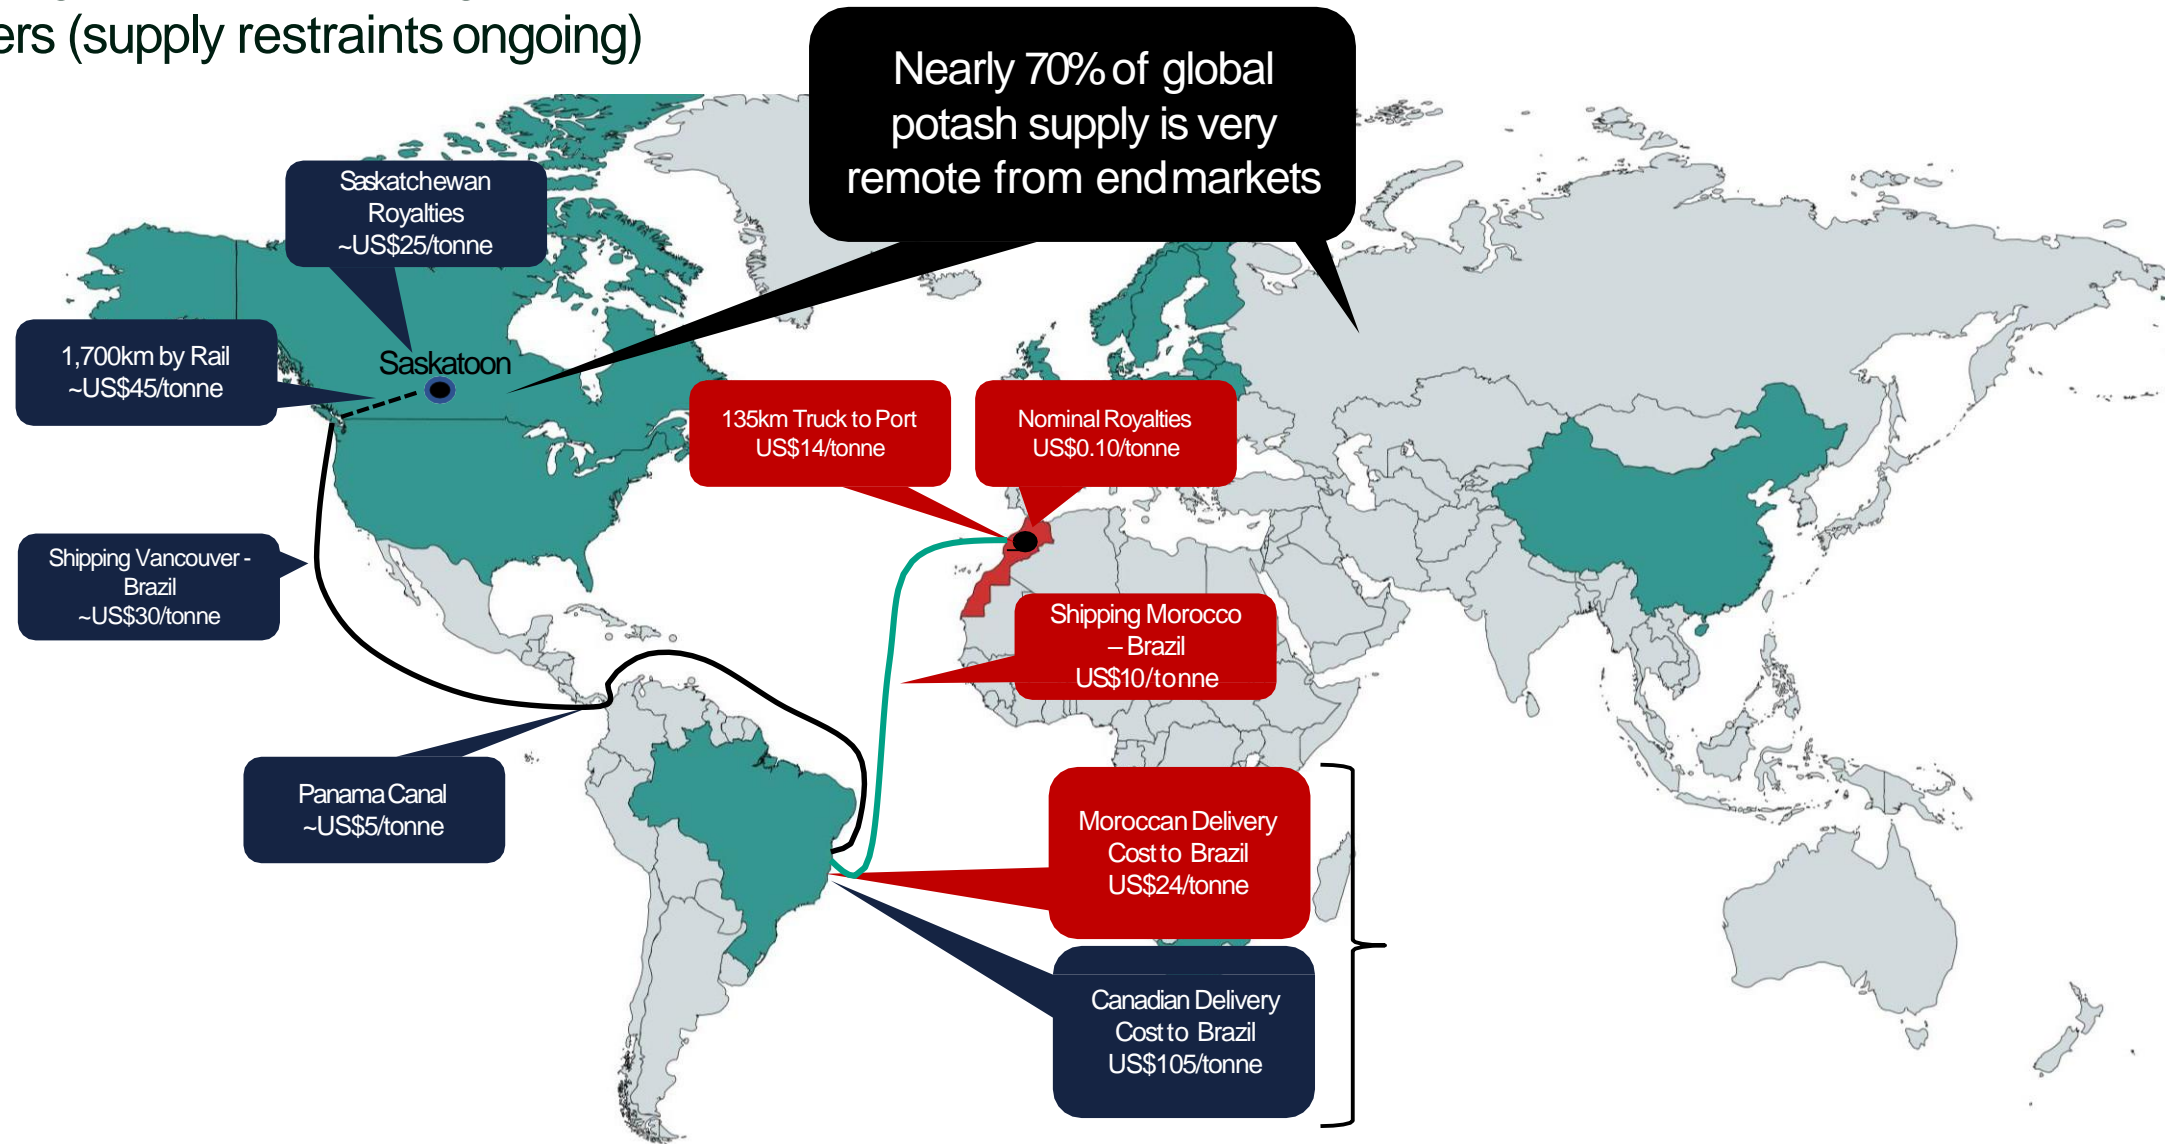 ers (supply restraints ongoing)
Nearly 70% of global
potash supply is very
remote from end markets
Saskatchewan
Royalties
~US$25/tonne
1,700km by Rail
~US$45/tonne
Saskatoon
135km Truck to Port
US$14/tonne
Nominal Royalties
US$0.10/tonne
Shipping Vancouver -
Brazil
~US$30/tonne
Shipping Morocco
– Brazil
US$10/tonne
Panama Canal
~US$5/tonne
Moroccan Delivery
Cost to Brazil
US$24/tonne
Canadian Delivery
Cost to Brazil
US$105/tonne